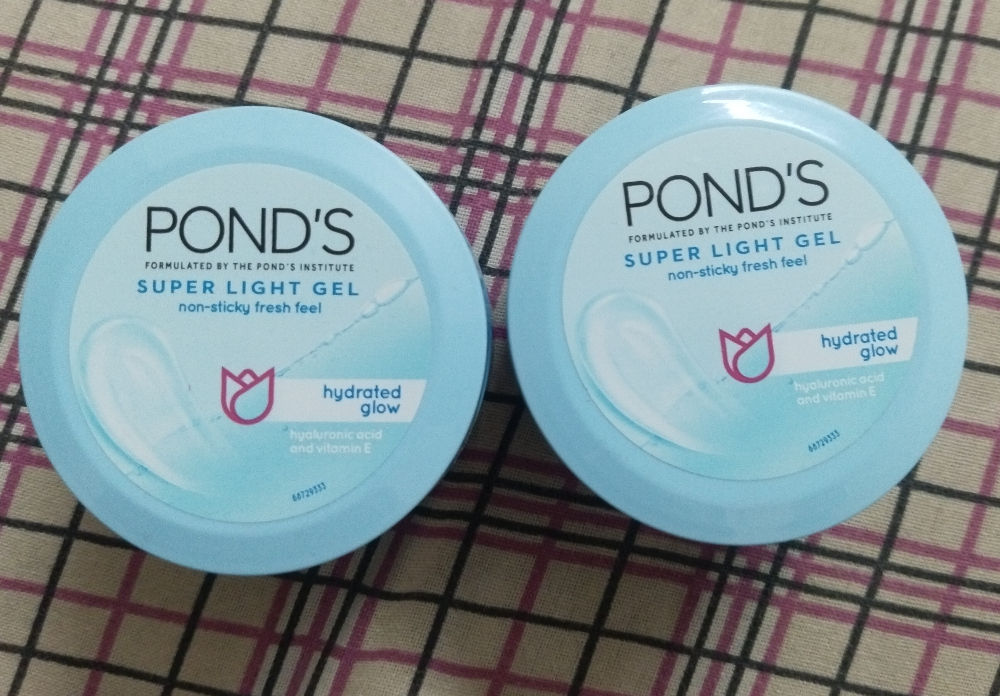 POND'S
FORMULATED BY THE POND'S INSTITUTE
SUPER LIGHT GEL
non-sticky fresh feel
hydrated
glow
hyaluronic acid
and vitamin E
68729333
POND'S
FORMULATED BY THE POND'S INSTITUTE
SUPER LIGHT GEL
non-sticky fresh feel
hydrated
glow
hyaluronic acid
and vitamin E
68729333